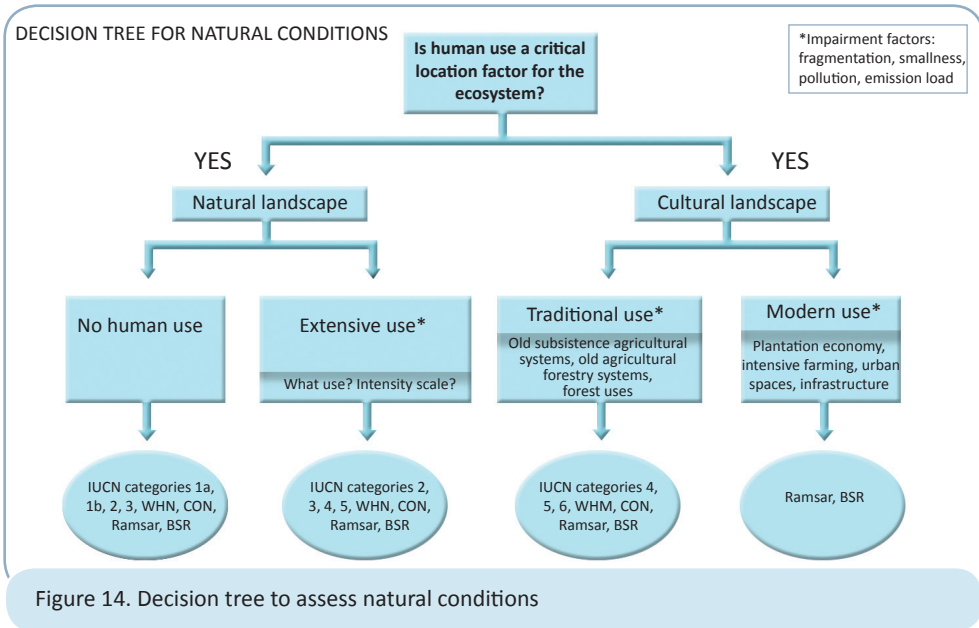 DECISION TREE FOR NATURAL CONDITIONS
Is human use a critical
location factor for the
ecosystem?
*Impairment factors:
fragmentation, smallness,
pollution, emission load
YES
YES
Natural landscape
Cultural landscape
No human use
Extensive use*
What use? Intensity scale?
Traditional use*
Old subsistence agricultural
systems, old agricultural
forestry systems,
forest uses
Modern use*
Plantation economy,
intensive farming, urban
spaces, infrastructure
IUCN categories 1a,
1b, 2, 3, WHN, CON,
Ramsar, BSR
IUCN categories 2,
3, 4, 5, WHN, CON,
Ramsar, BSR
IUCN categories 4,
5, 6, WHM, CON,
Ramsar, BSR
Ramsar, BSR
Figure 14. Decision tree to assess natural conditions